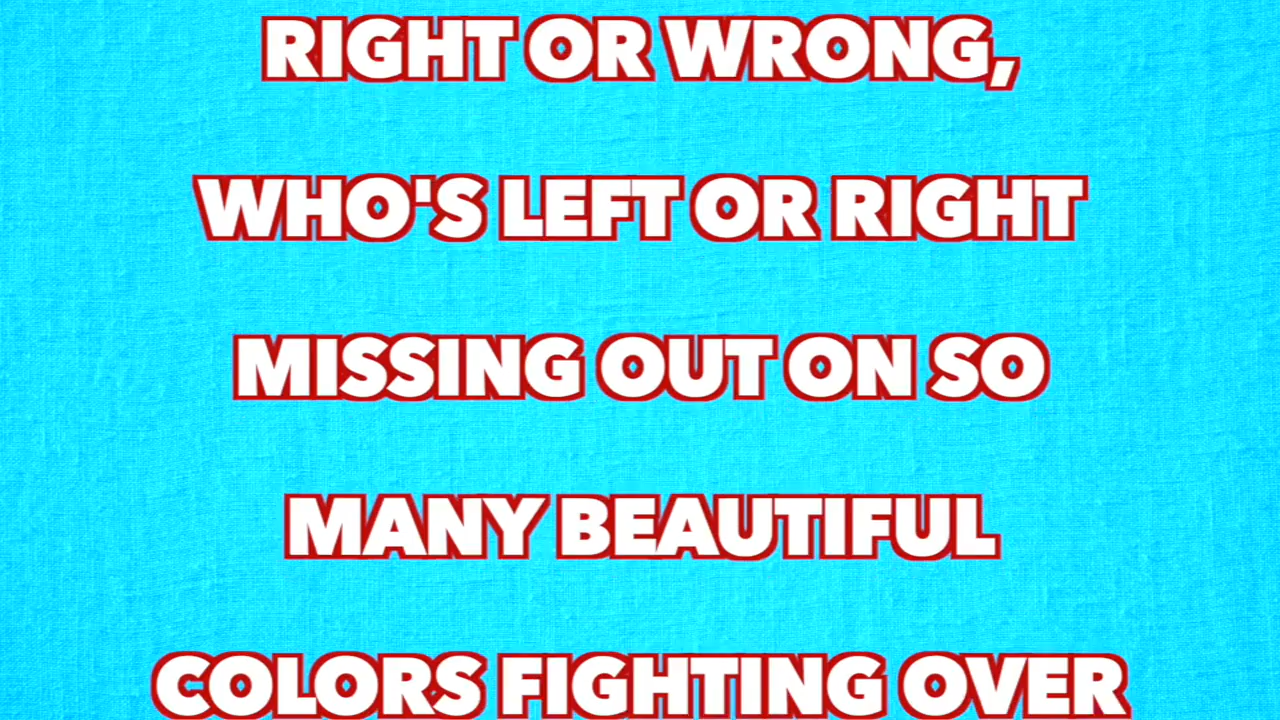 RIGHT OR WRONG,
WHO'S LEFT OR RIGHT
MISSING OUT ON SO
MANY BEAUTIFUL
COLORS FIGHTING OVER